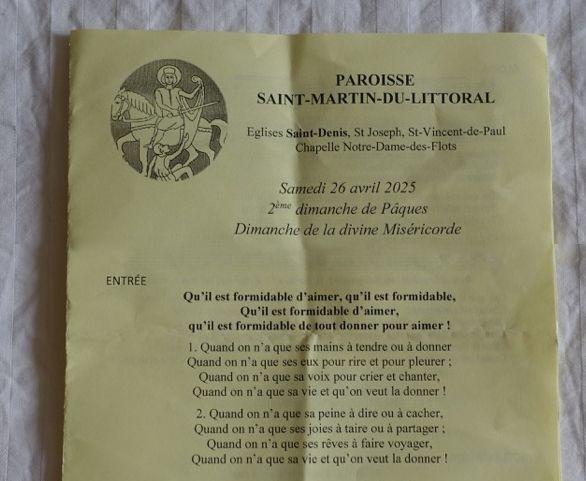 PAROISSE
SAINT-MARTIN-DU-LITTORAL
Eglises Saint-Denis, St Joseph, St-Vincent-de-Paul
Chapelle Notre-Dame-des-Flots
Samedi 26 avril 2025
2ème dimanche de Pâques
Dimanche de la divine Miséricorde
ENTRÉE
Qu'il est formidable d'aimer, qu'il est formidable,
Qu'il est formidable d'aimer,
qu'il est formidable de tout donner pour aimer !
1. Quand on n'a que ses mains à tendre ou à donner
Quand on n'a que ses eux pour rire et pour pleurer ;
Quand on n'a que sa voix pour crier et chanter,
Quand on n'a que sa vie et qu'on veut la donner !
2. Quand on n'a que sa peine à dire ou à cacher,
Quand on n'a que ses joies à taire ou à partager ;
Quand on n'a que ses rêves à faire voyager,
Quand on n'a que sa vie et qu'on veut la donner !